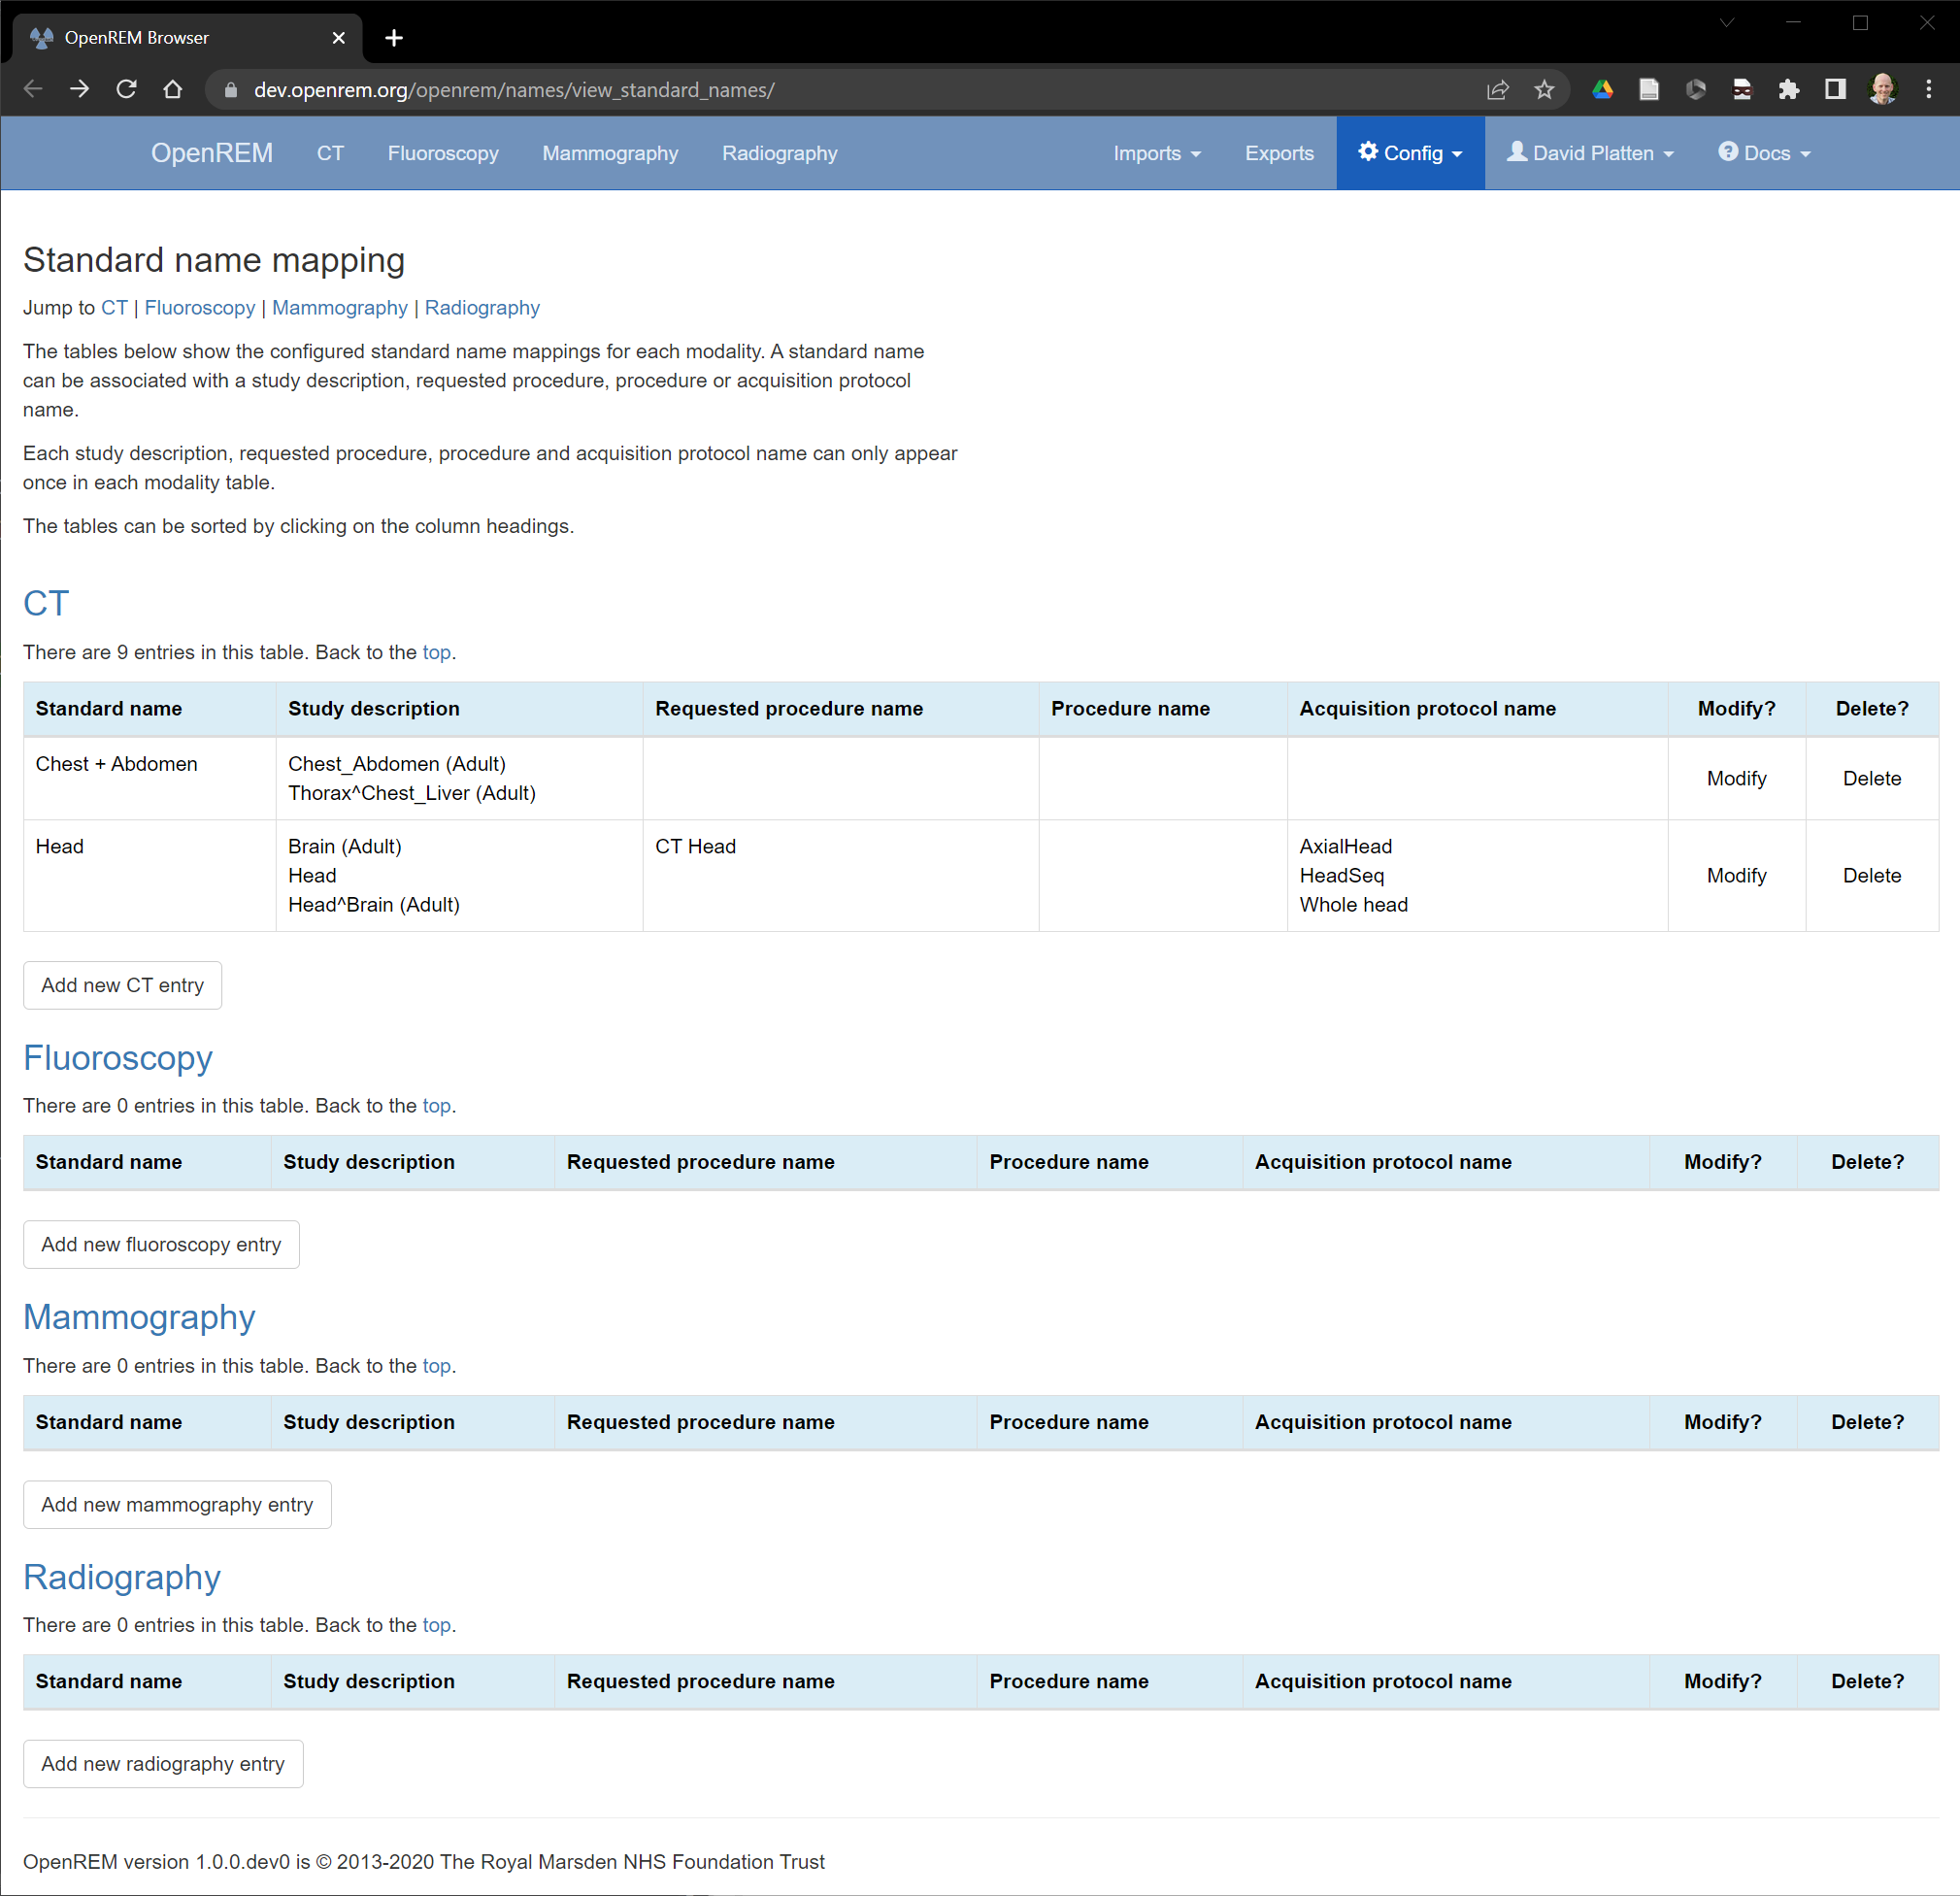 OpenREM Browser
dev.openrem.org/openrem/names/view_standard_names/
OpenREM CT Fluoroscopy Mammography Radiography Imports Exports Config David Platten Docs
Standard name mapping
Jump to CT | Fluoroscopy | Mammography | Radiography
The tables below show the configured standard name mappings for each modality. A standard name
can be associated with a study description, requested procedure, procedure or acquisition protocol
name.
Each study description, requested procedure, procedure and acquisition protocol name can only appear
once in each modality table.
The tables can be sorted by clicking on the column headings.
CT
There are 9 entries in this table. Back to the top.
Standard name Study description Requested procedure name Procedure name Acquisition protocol name Modify? Delete?
Chest + Abdomen Chest_Abdomen (Adult)
Thorax^Chest_Liver (Adult)
Modify Delete
Head Brain (Adult) CT Head AxialHead
Head HeadSeq Modify Delete
Head^Brain (Adult) Whole head
Add new CT entry
Fluoroscopy
There are 0 entries in this table. Back to the top.
Standard name Study description Requested procedure name Procedure name Acquisition protocol name Modify? Delete?
Add new fluoroscopy entry
Mammography
There are 0 entries in this table. Back to the top.
Standard name Study description Requested procedure name Procedure name Acquisition protocol name Modify? Delete?
Add new mammography entry
Radiography
There are 0 entries in this table. Back to the top.
Standard name Study description Requested procedure name Procedure name Acquisition protocol name Modify? Delete?
Add new radiography entry
OpenREM version 1.0.0.dev0 is © 2013-2020 The Royal Marsden NHS Foundation Trust